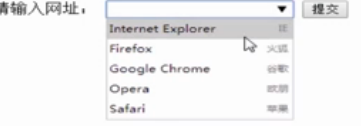 请输入网址： 提交
Internet Explorer IE
Firefox 火狐
Google Chrome 谷歌
Opera 欧朋
Safari 苹果